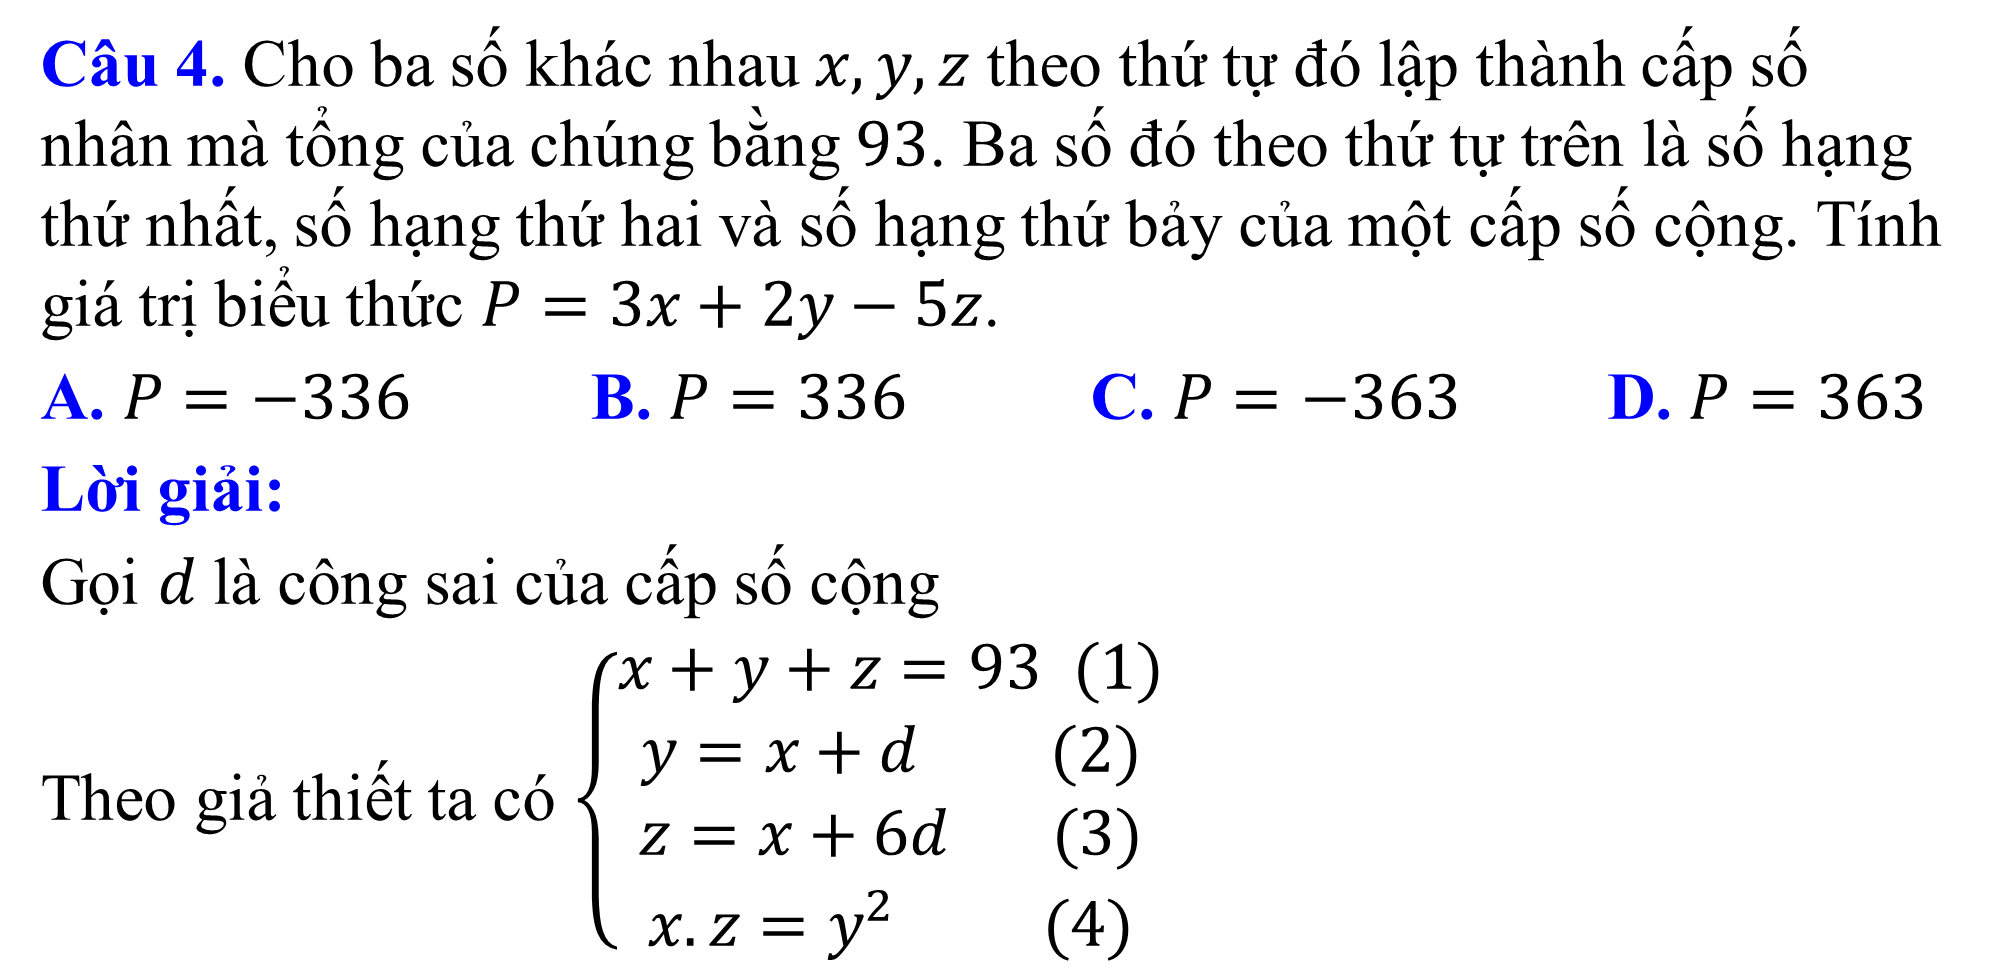 Câu 4. Cho ba số khác nhau x, y, z theo thứ tự đó lập thành cấp số
nhân mà tổng của chúng bằng 93. Ba số đó theo thứ tự trên là số hạng
thứ nhất, số hạng thứ hai và số hạng thứ bảy của một cấp số cộng. Tính
giá trị biểu thức P = 3x + 2y − 5z.
A. P = −336 B. P = 336 C. P = −363 D. P = 363
Lời giải:
Gọi d là công sai của cấp số cộng
Theo giả thiết ta có
x + y + z = 93 (1)
y = x + d (2)
z = x + 6d (3)
x. z = y² (4)